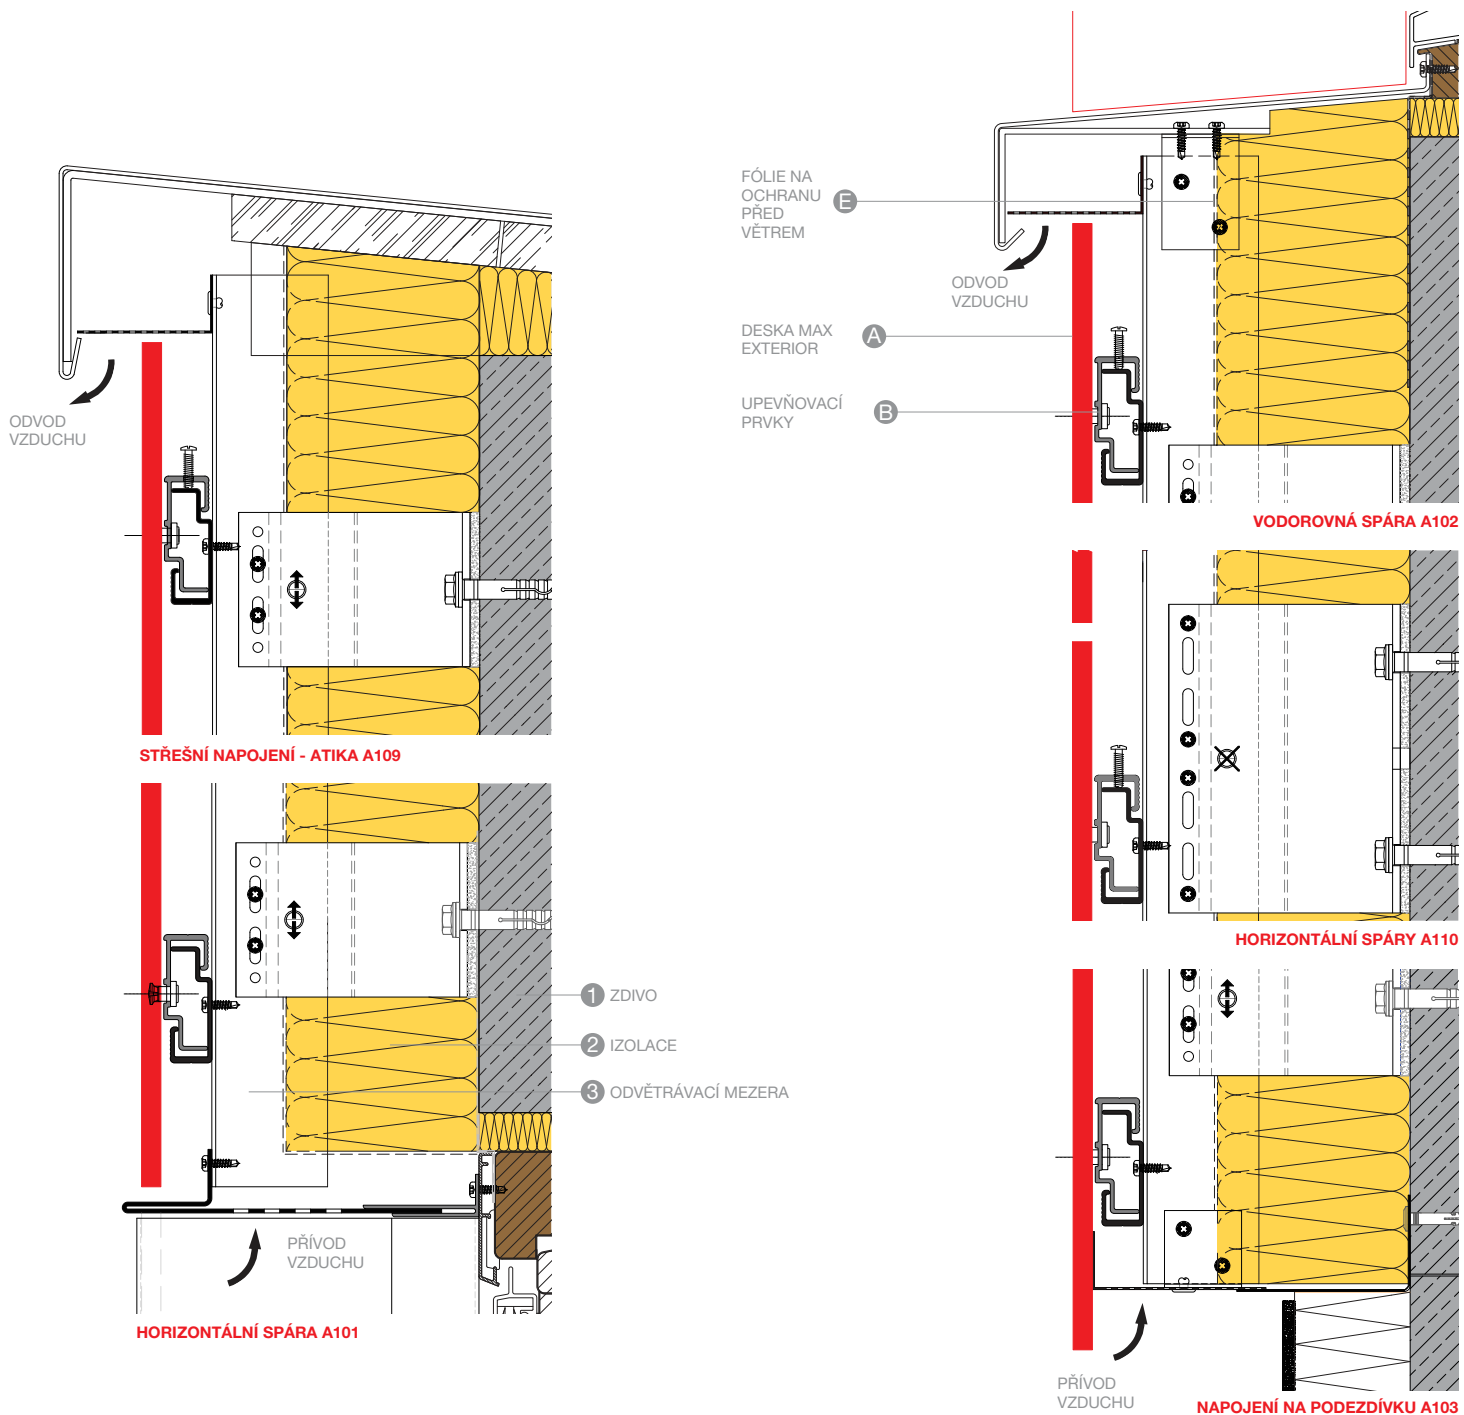 ODVOD
VZDUCHU
STŘEŠNÍ NAPOJENÍ - ATIKA A109
1 ZDIVO
2 IZOLACE
3 ODVĚTRÁVACÍ MEZERA
PŘÍVOD
VZDUCHU
HORIZONTÁLNÍ SPÁRA A101
FÓLIE NA
OCHRANU
PŘED
VĚTREM
E
ODVOD
VZDUCHU
DESKA MAX
EXTERIOR
A
UPEVŇOVACÍ
PRVKY
B
VODOROVNÁ SPÁRA A102
HORIZONTÁLNÍ SPÁRY A110
PŘÍVOD
VZDUCHU
NAPOJENÍ NA PODEZDÍVKU A103